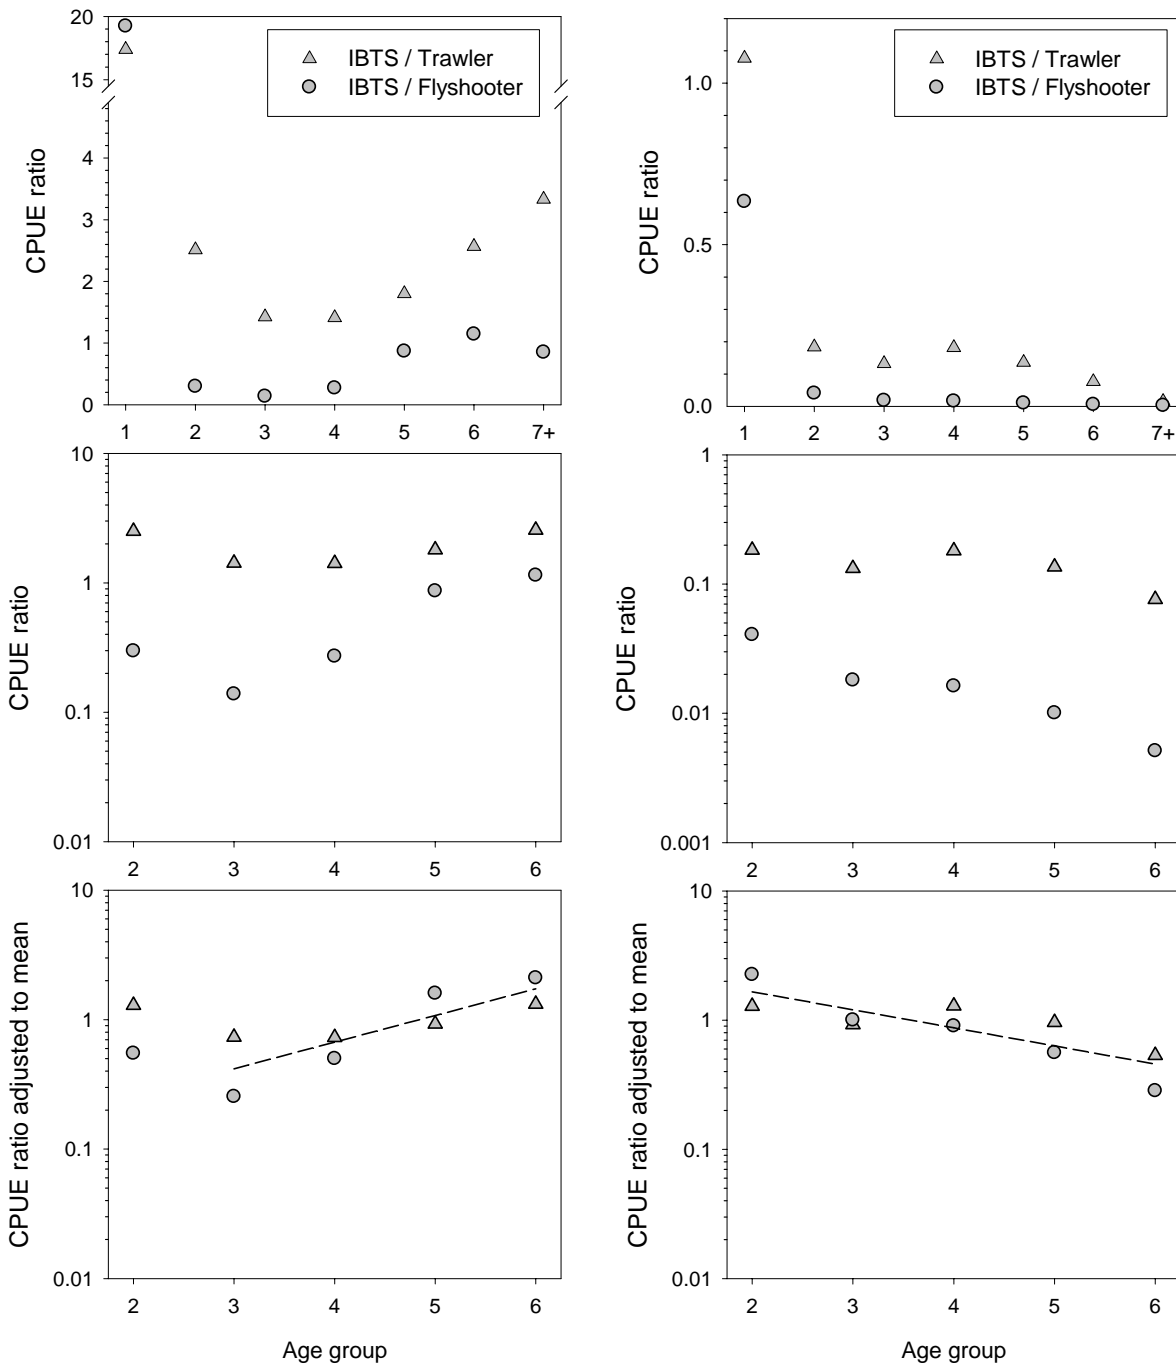 20
15
4
3
2
1
0
CPUE ratio
IBTS / Trawler
IBTS / Flyshooter
1 2 3 4 5 6 7+
1.0
0.5
0.0
CPUE ratio
IBTS / Trawler
IBTS / Flyshooter
1 2 3 4 5 6 7+
10
1
0.1
0.01
CPUE ratio
2 3 4 5 6
1
0.1
0.01
0.001
CPUE ratio
2 3 4 5 6
10
1
0.1
0.01
CPUE ratio adjusted to mean
2 3 4 5 6
Age group
10
1
0.1
0.01
CPUE ratio adjusted to mean
2 3 4 5 6
Age group